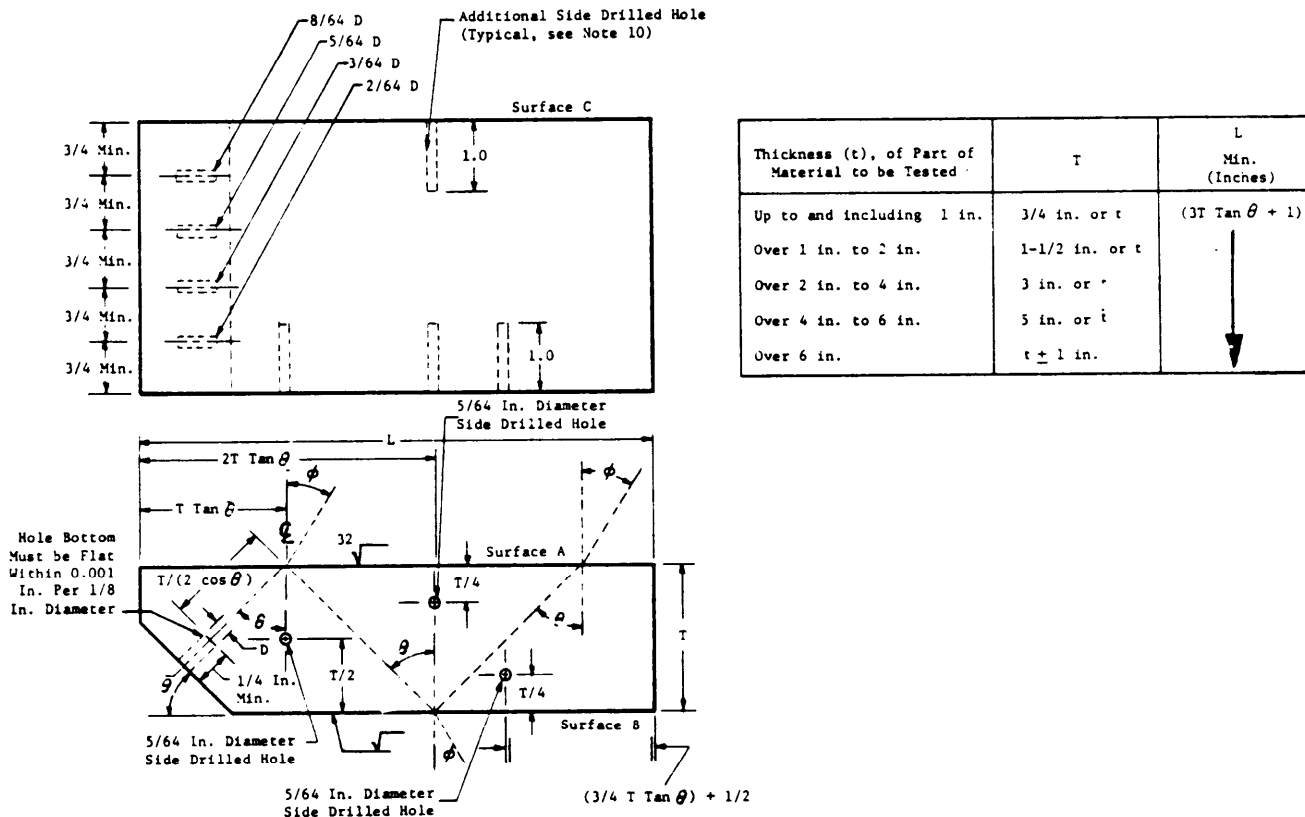 8/64 D
5/64 D
3/64 D
2/64 D
Additional Side Drilled Hole
(Typical, see Note 10)
Surface C
3/4 Min.
3/4 Min.
3/4 Min.
3/4 Min.
3/4 Min.
1.0
1.0
Thickness (t), of Part of
Material to be Tested
T
L
Min.
(Inches)
Up to and including 1 in.
3/4 in. or t
(3T Tan θ + 1)
Over 1 in. to 2 in.
1-1/2 in. or t
Over 2 in. to 4 in.
3 in. or
Over 4 in. to 6 in.
5 in. or t
Over 6 in.
t ± 1 in.
5/64 In. Diameter
Side Drilled Hole
L
2T Tan θ
ϕ
ϕ
T Tan θ
℄
32
Surface A
Hole Bottom
Must be Flat
Within 0.001
In. Per 1/8
In. Diameter
T/(2 cos θ)
T/4
θ
θ
θ
D
T/2
T
θ
1/4 In.
Min.
T/4
Surface B
5/64 In. Diameter
Side Drilled Hole
ϕ
5/64 In. Diameter
Side Drilled Hole
(3/4 T Tan θ) + 1/2